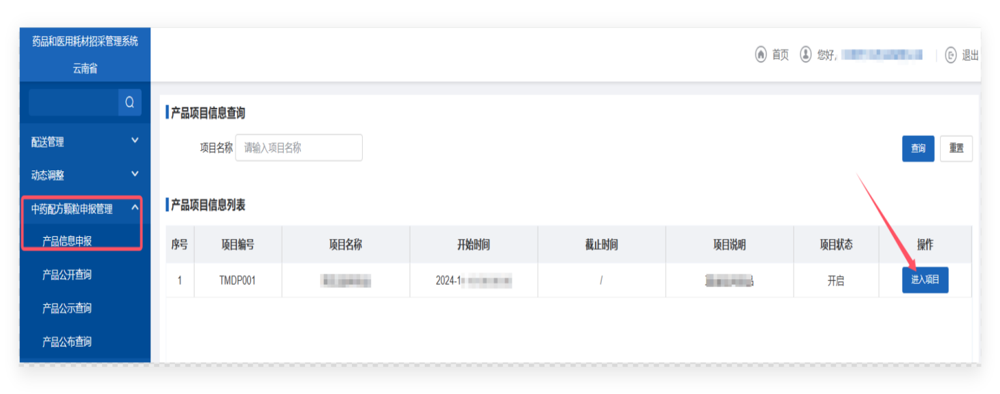 药品和医用耗材招采管理系统
云南省
首页 您好, 退出
配送管理
动态调整
中药配方颗粒申报管理
产品信息申报
产品公开查询
产品公示查询
产品公布查询
产品项目信息查询
项目名称 请输入项目名称 查询 重置
产品项目信息列表
序号 项目编号 项目名称 开始时间 截止时间 项目说明 项目状态 操作
1 TMDP001 2024-1 / 开启 进入项目